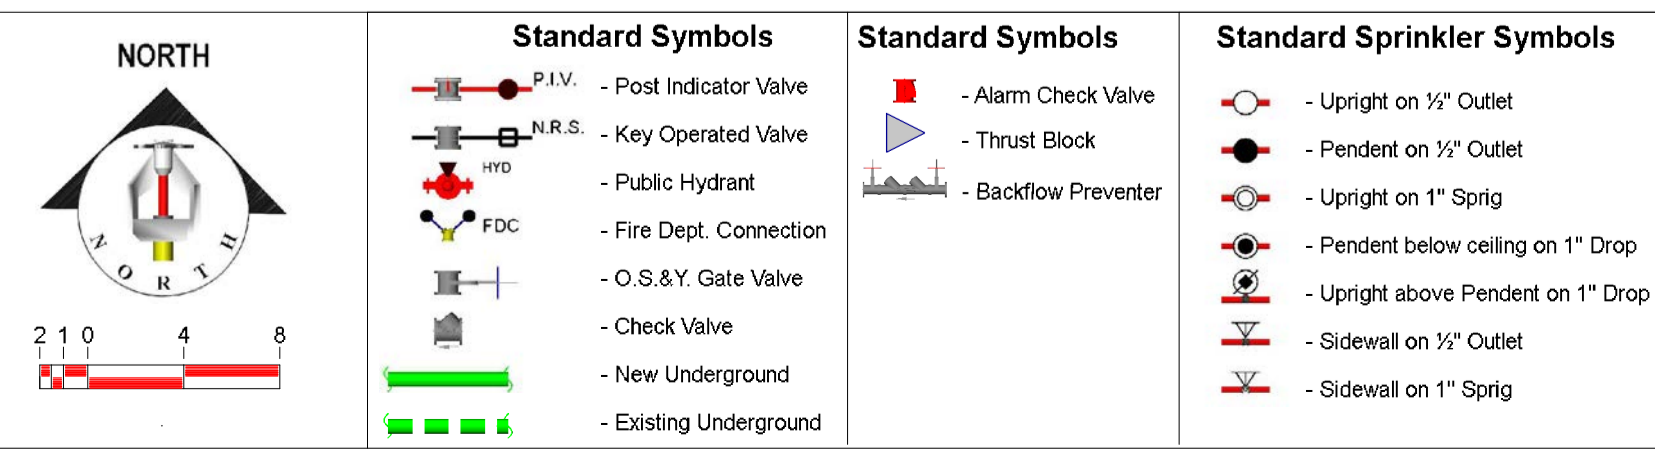 NORTH
N O R T H
2 1 0 4 8
Standard Symbols
P.I.V. - Post Indicator Valve
N.R.S. - Key Operated Valve
HYD - Public Hydrant
FDC - Fire Dept. Connection
- O.S.&Y. Gate Valve
- Check Valve
- New Underground
- Existing Underground
Standard Symbols
- Alarm Check Valve
- Thrust Block
- Backflow Preventer
Standard Sprinkler Symbols
- Upright on ½" Outlet
- Pendent on ½" Outlet
- Upright on 1" Sprig
- Pendent below ceiling on 1" Drop
- Upright above Pendent on 1" Drop
- Sidewall on ½" Outlet
- Sidewall on 1" Sprig